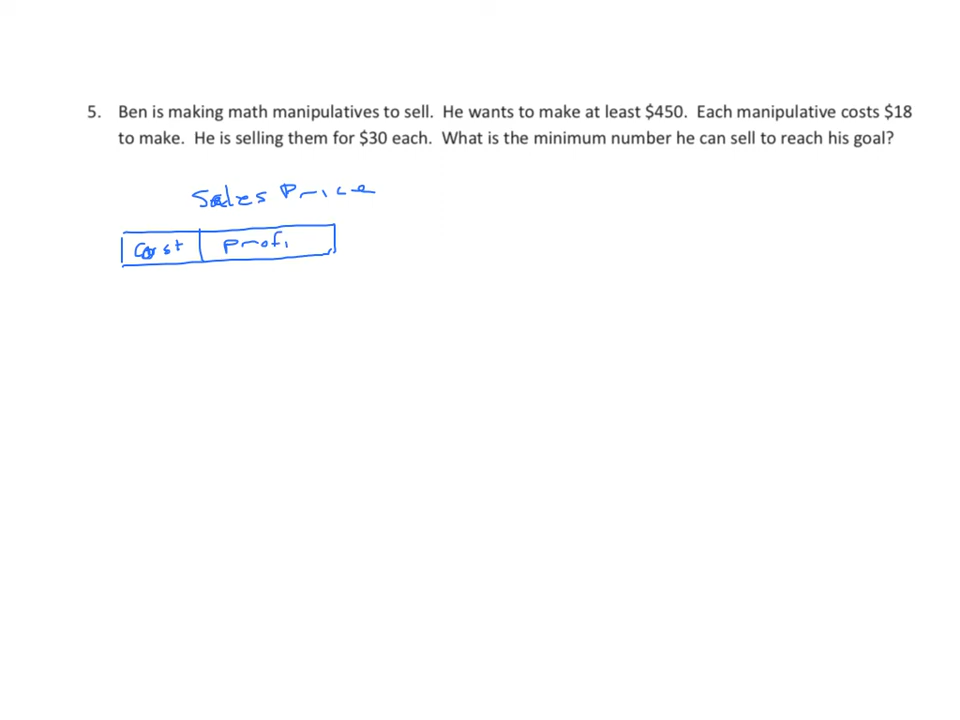 5. Ben is making math manipulatives to sell. He wants to make at least $450. Each manipulative costs $18
to make. He is selling them for $30 each. What is the minimum number he can sell to reach his goal?
Sales Price
Cost Profi